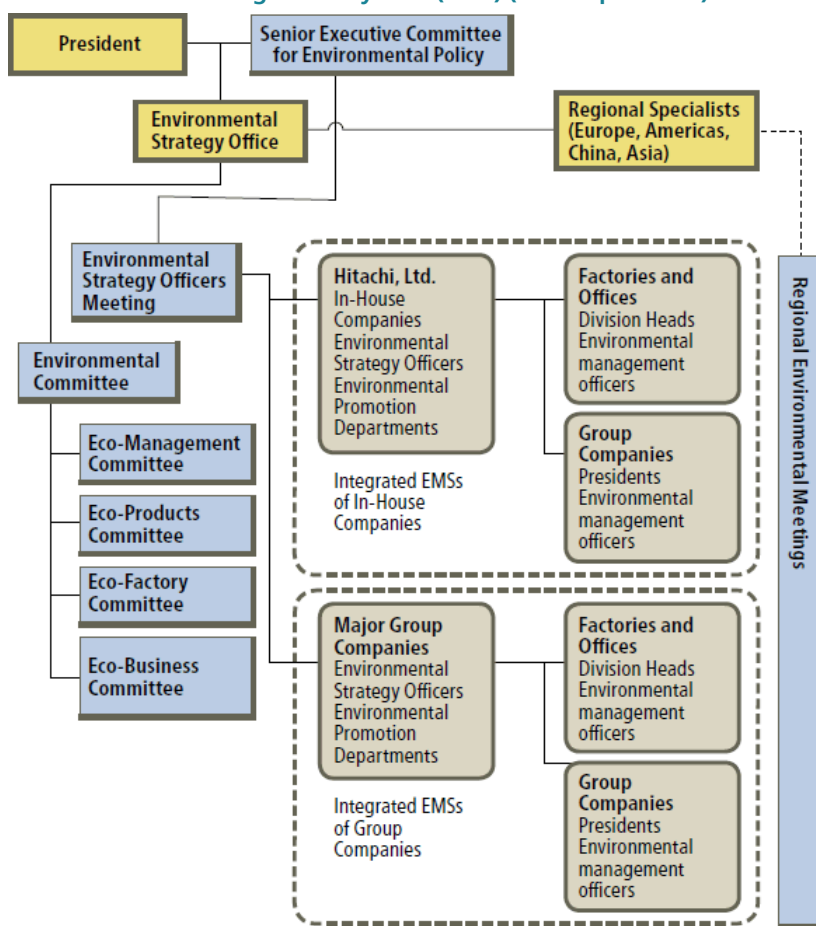 President
Senior Executive Committee
for Environmental Policy
Environmental
Strategy Office
Regional Specialists
(Europe, Americas,
China, Asia)
Environmental
Strategy Officers
Meeting
Environmental
Committee
Eco-Management
Committee
Eco-Products
Committee
Eco-Factory
Committee
Eco-Business
Committee
Hitachi, Ltd.
In-House
Companies
Environmental
Strategy Officers
Environmental
Promotion
Departments
Integrated EMSs
of In-House
Companies
Factories and
Offices
Division Heads
Environmental
management
officers
Group
Companies
Presidents
Environmental
management
officers
Major Group
Companies
Environmental
Strategy Officers
Environmental
Promotion
Departments
Integrated EMSs
of Group
Companies
Factories and
Offices
Division Heads
Environmental
management
officers
Group
Companies
Presidents
Environmental
management
officers
Regional Environmental Meetings